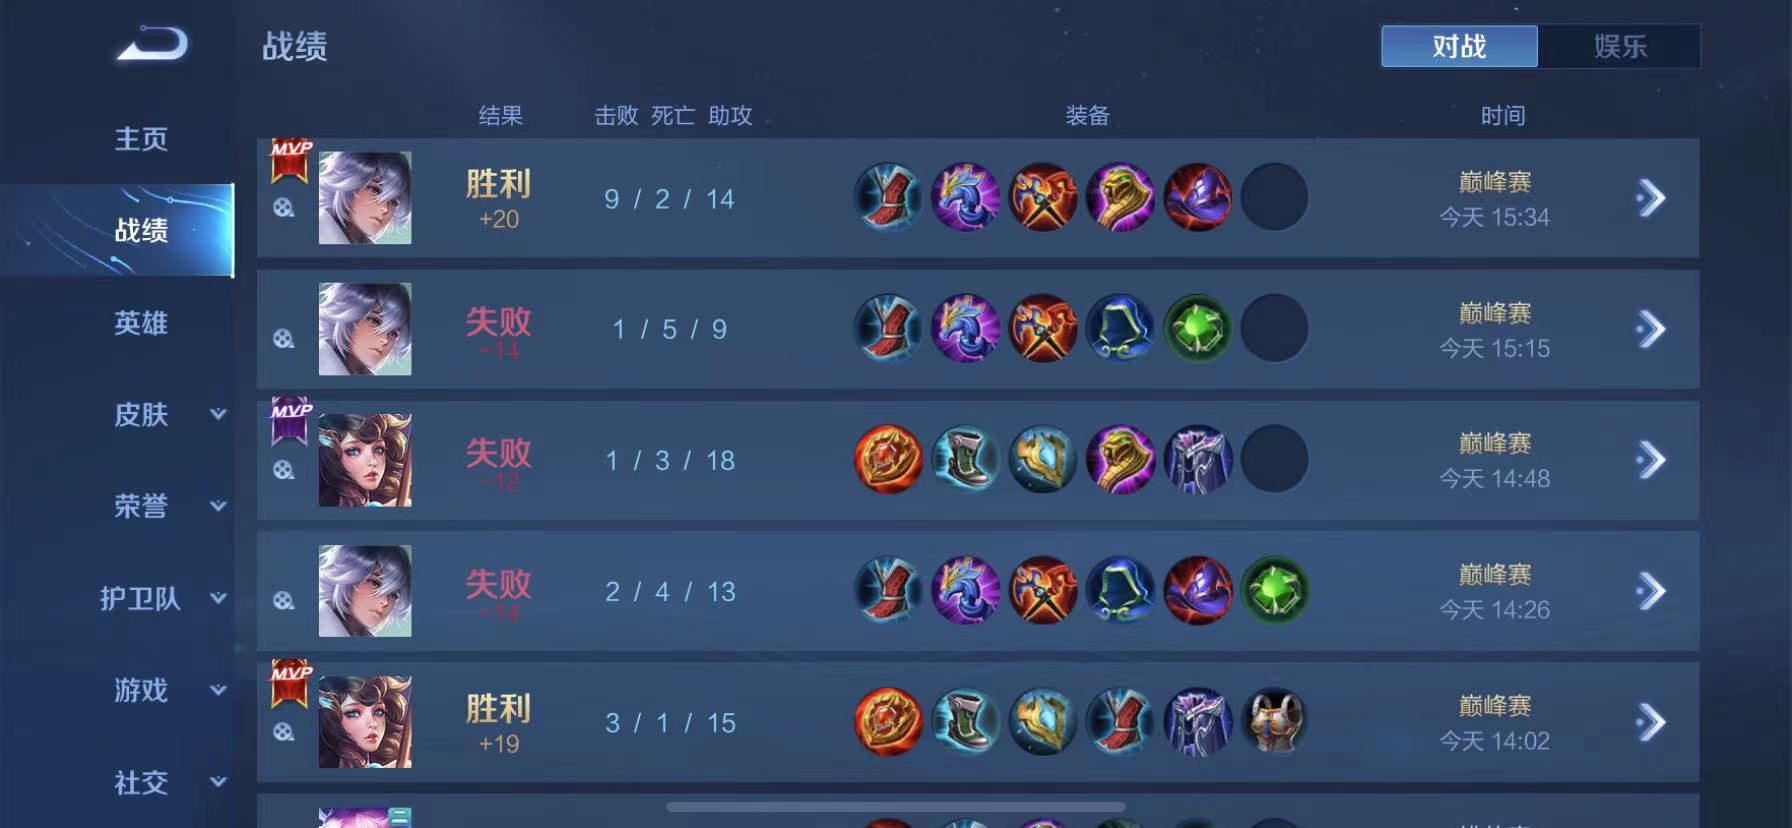 战绩
对战
娱乐
主页
战绩
英雄
皮肤
荣誉
护卫队
游戏
社交
结果
击败 死亡 助攻
装备
时间
MVP
胜利
+20
9 / 2 / 14
巅峰赛
今天 15:34
失败
-14
1 / 5 / 9
巅峰赛
今天 15:15
MVP
失败
-12
1 / 3 / 18
巅峰赛
今天 14:48
失败
-14
2 / 4 / 13
巅峰赛
今天 14:26
MVP
胜利
+19
3 / 1 / 15
巅峰赛
今天 14:02